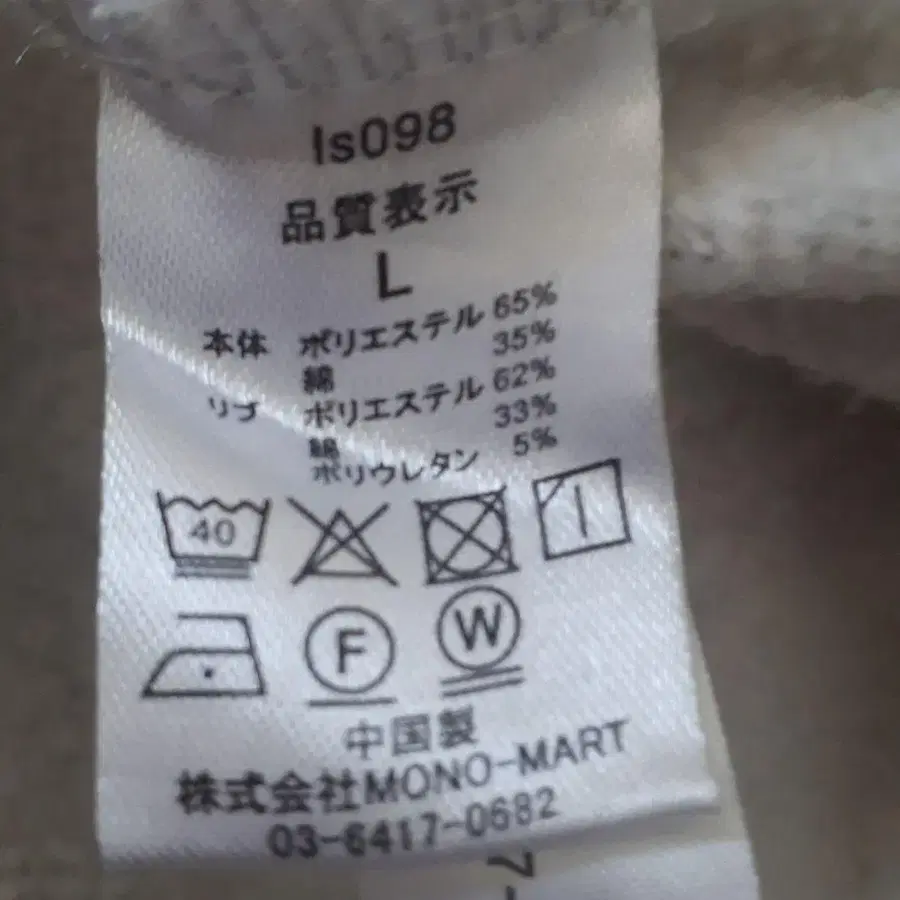 ls098
品質表示
L
本体 ポリエステル 65%
綿 35%
リブ ポリエステル 62%
綿 33%
ポリウレタン 5%
40
F
W
中国製
株式会社MONO-MART
03-6417-0682
7-